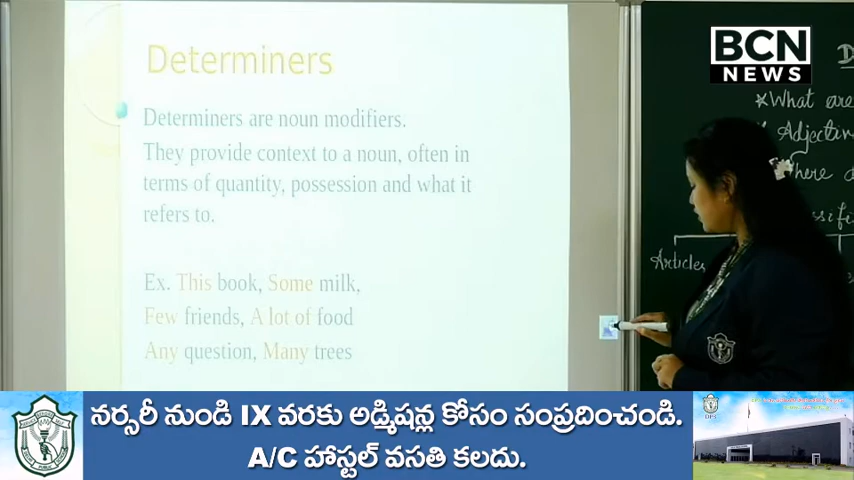 Determiners
Determiners are noun modifiers.
They provide context to a noun, often in
terms of quantity, possession and what it
refers to.
Ex. This book, Some milk,
Few friends, A lot of food
Any question, Many trees
BCN
NEWS
*What are
Adjective
Articles
నర్సరీ నుండి IX వరకు అడ్మిషన్ల కోసం సంప్రదించండి.
A/C హాస్టల్ వసతి కలదు.